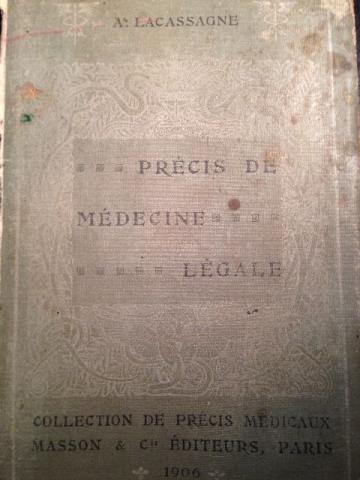 A. LACASSAGNE
PRÉCIS DE
MÉDECINE
LÉGALE
COLLECTION DE PRÉCIS MÉDICAUX
MASSON & Cie ÉDITEURS, PARIS
1906